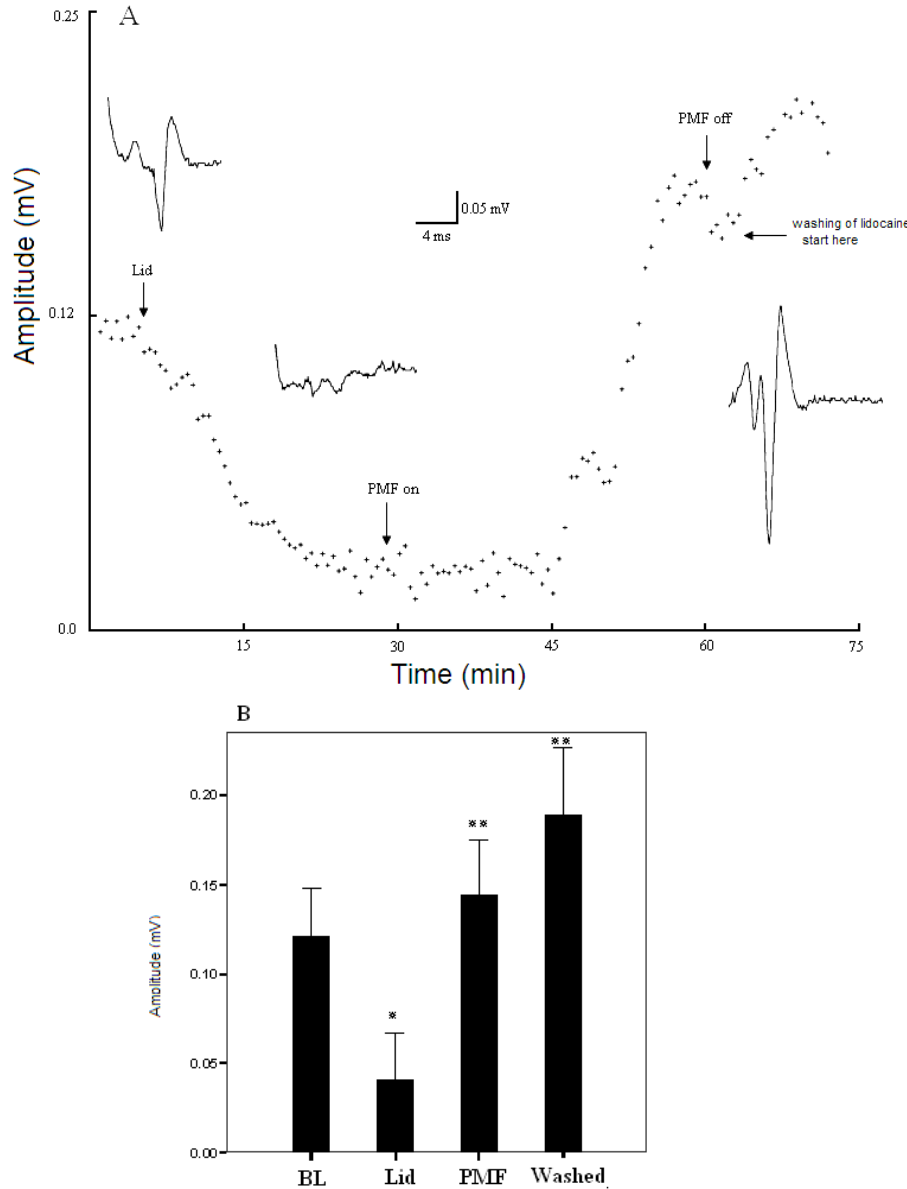 A
0.25
Amplitude (mV)
PMF off
0.05 mV
4 ms
washing of lidocaine
start here
Lid
0.12
PMF on
0.0
15
30
45
60
75
Time (min)
B
**
0.20
**
0.15
Amplitude (mV)
0.10
*
0.05
0.00
BL
Lid
PMF
Washed